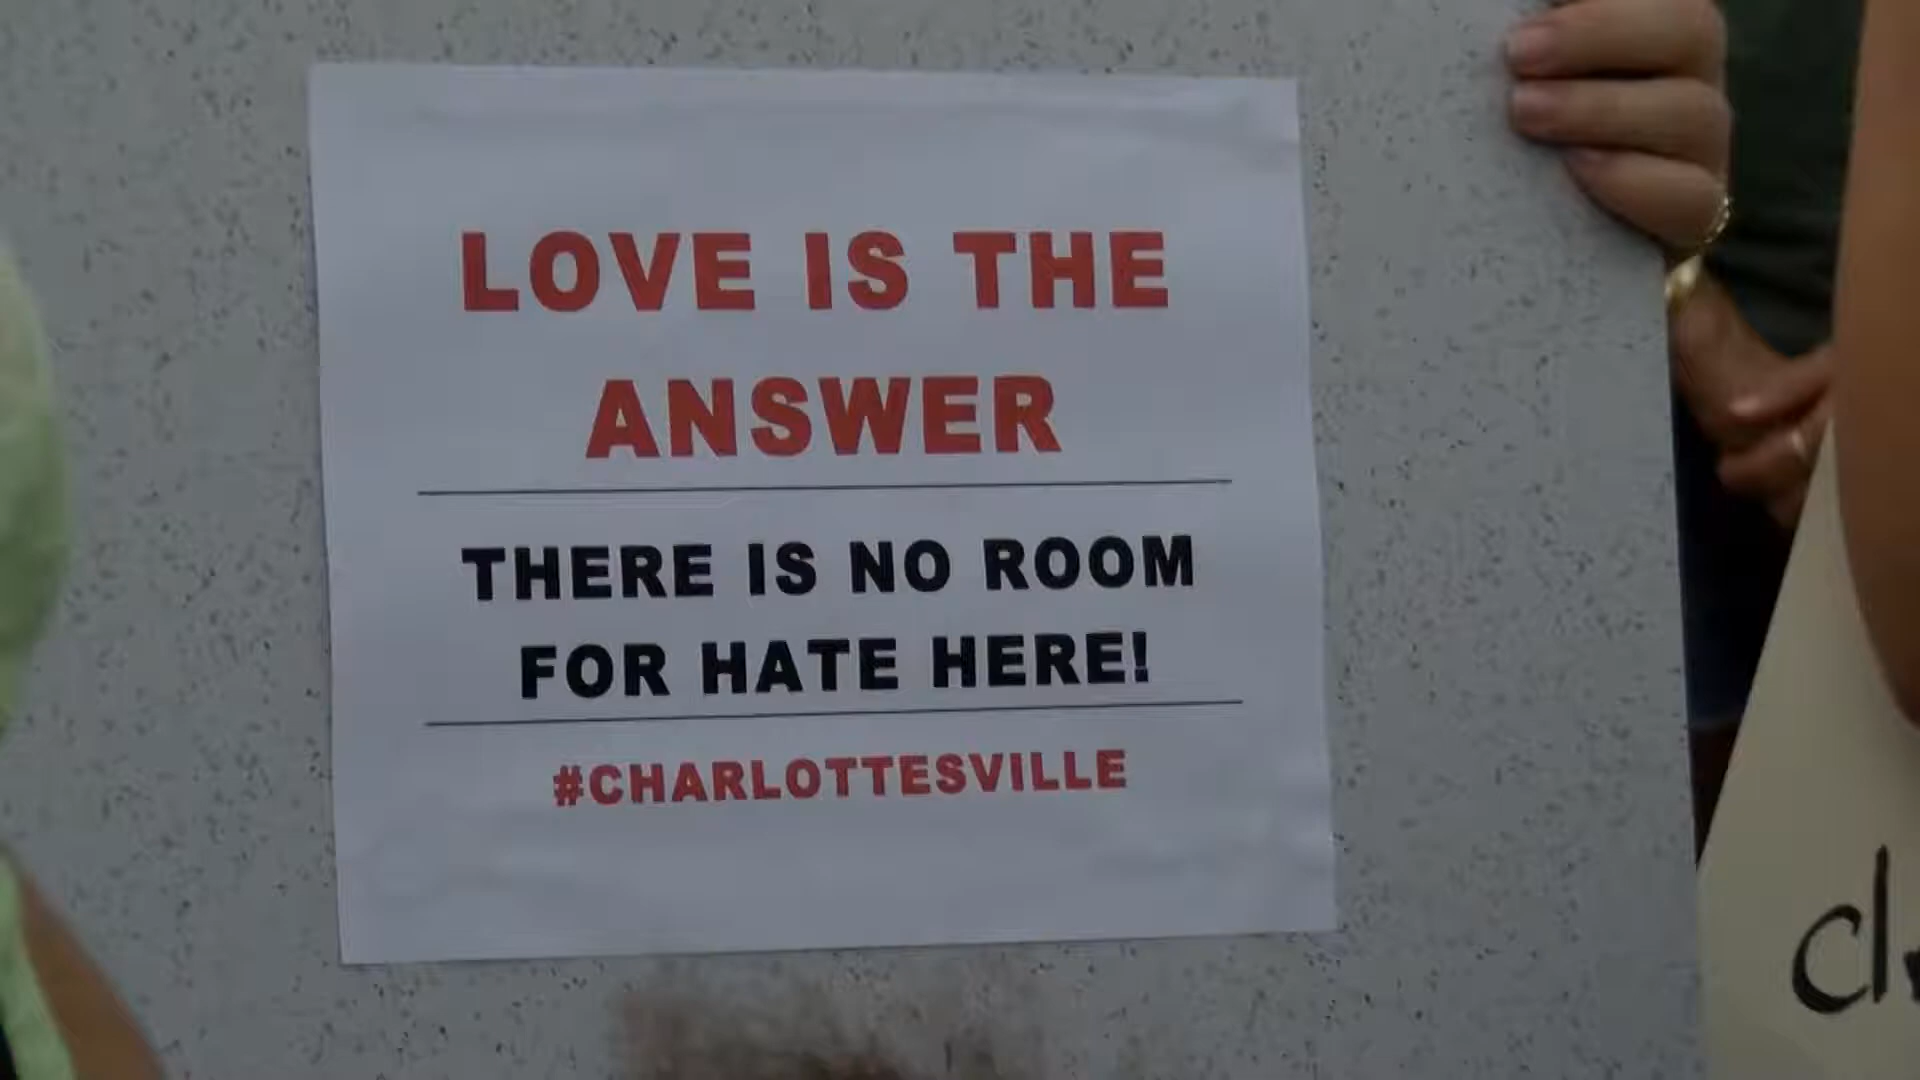 LOVE IS THE
ANSWER
THERE IS NO ROOM
FOR HATE HERE!
#CHARLOTTESVILLE